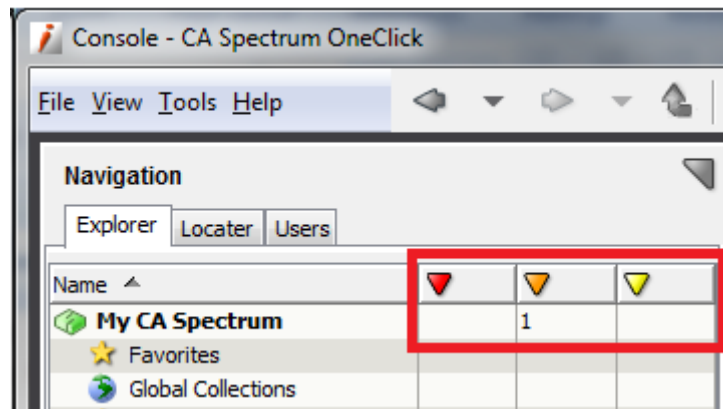 Console - CA Spectrum OneClick
File View Tools Help
Navigation
Explorer Locater Users
Name
My CA Spectrum 1
Favorites
Global Collections